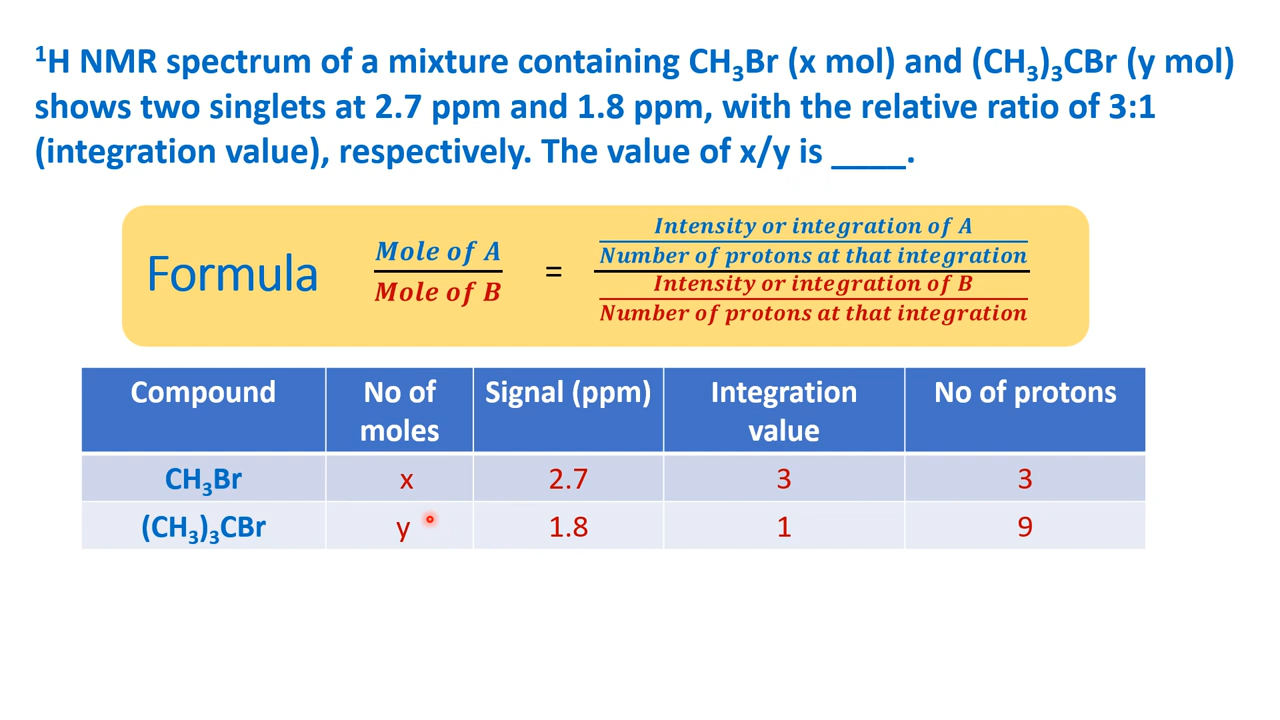 ¹H NMR spectrum of a mixture containing CH₃Br (x mol) and (CH₃)₃CBr (y mol)
shows two singlets at 2.7 ppm and 1.8 ppm, with the relative ratio of 3:1
(integration value), respectively. The value of x/y is ____.
Formula
Mole of A
Mole of B
=
Intensity or integration of A
Number of protons at that integration
Intensity or integration of B
Number of protons at that integration
Compound No of moles Signal (ppm) Integration value No of protons
CH₃Br x 2.7 3 3
(CH₃)₃CBr y 1.8 1 9